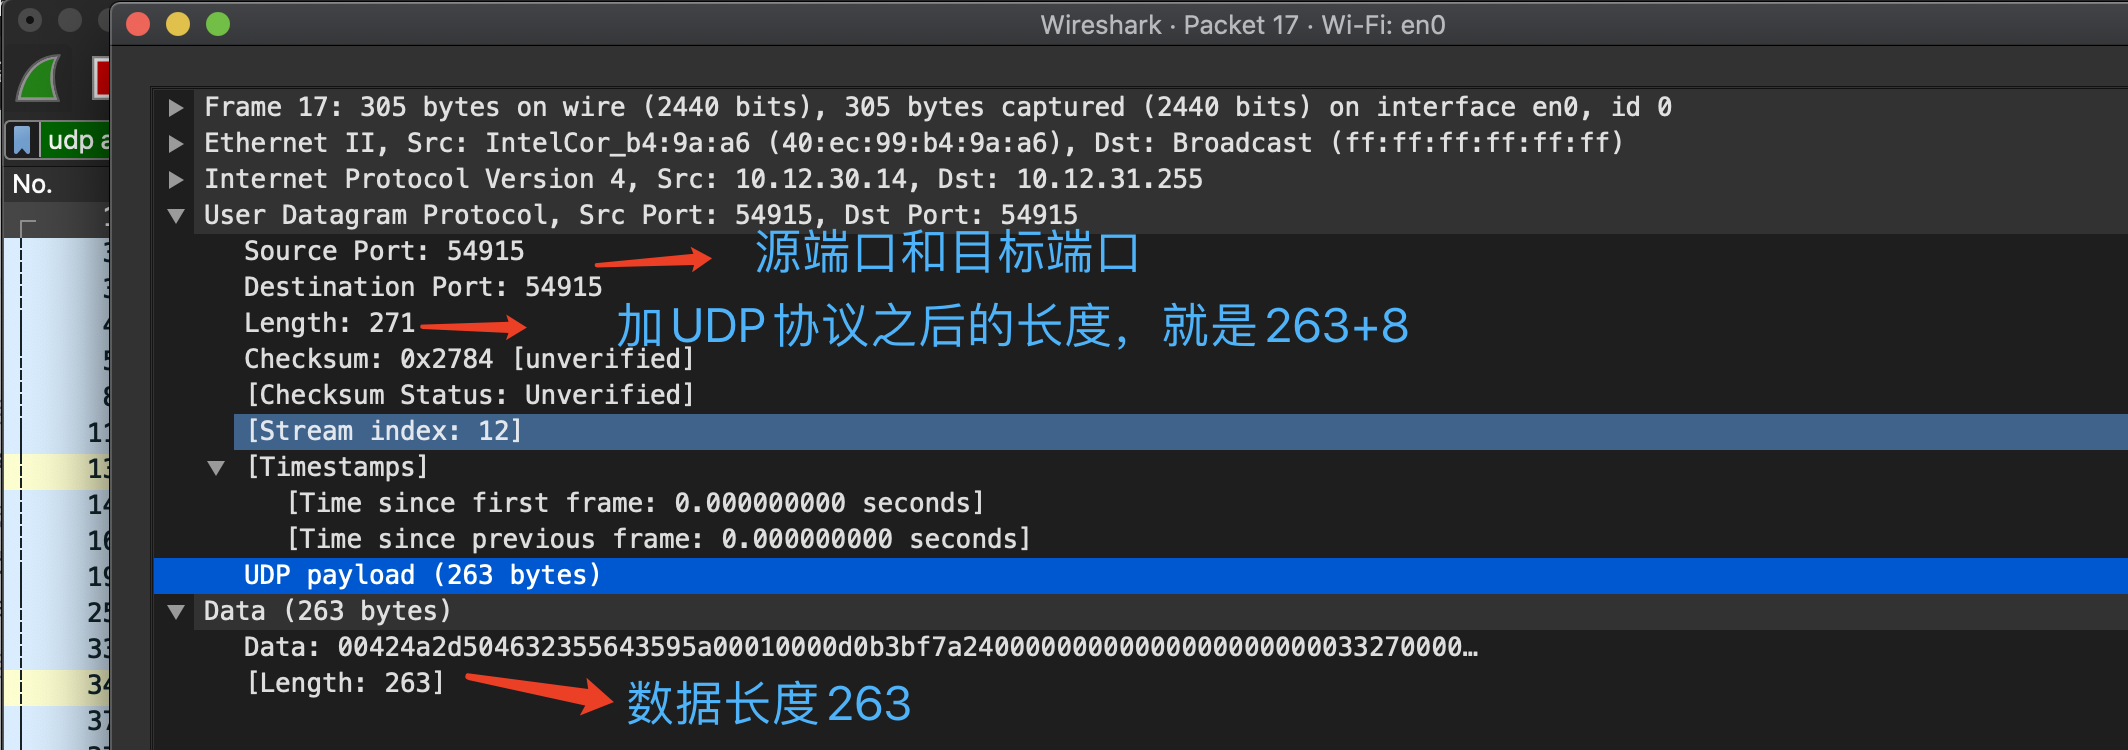 Wireshark · Packet 17 · Wi-Fi: en0
udp a
No.
Frame 17: 305 bytes on wire (2440 bits), 305 bytes captured (2440 bits) on interface en0, id 0
Ethernet II, Src: IntelCor_b4:9a:a6 (40:ec:99:b4:9a:a6), Dst: Broadcast (ff:ff:ff:ff:ff:ff)
Internet Protocol Version 4, Src: 10.12.30.14, Dst: 10.12.31.255
User Datagram Protocol, Src Port: 54915, Dst Port: 54915
Source Port: 54915
源端口和目标端口
Destination Port: 54915
Length: 271
加UDP协议之后的长度，就是263+8
Checksum: 0x2784 [unverified]
[Checksum Status: Unverified]
[Stream index: 12]
[Timestamps]
[Time since first frame: 0.000000000 seconds]
[Time since previous frame: 0.000000000 seconds]
UDP payload (263 bytes)
Data (263 bytes)
Data: 00424a2d504632355643595a00010000d0b3bf7a2400000000000000000000033270000…
[Length: 263]
数据长度263
11
13
14
16
19
25
33
34
37